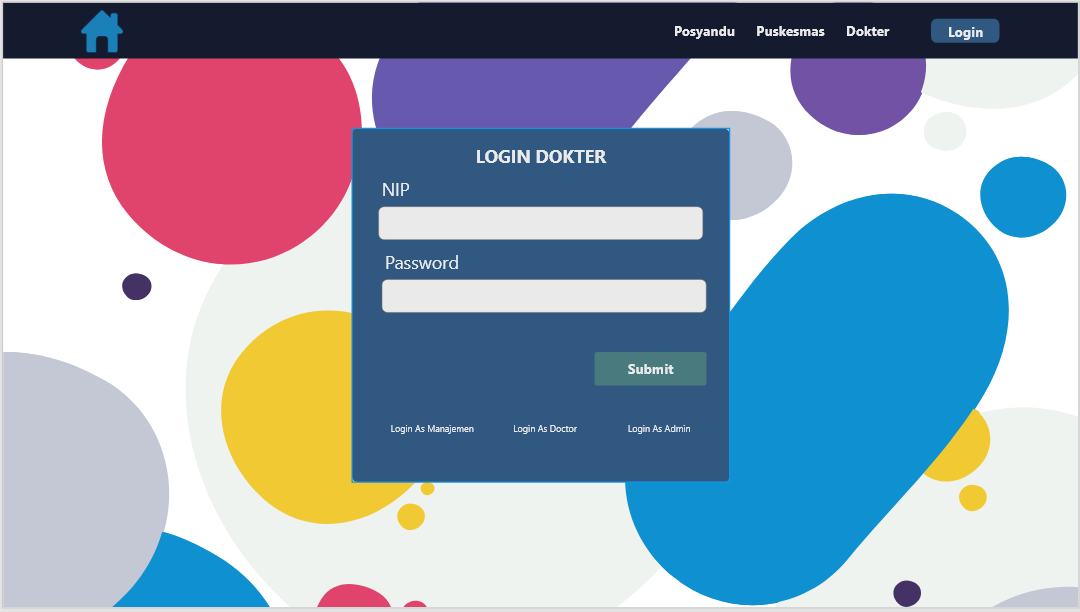 Posyandu Puskesmas Dokter Login
LOGIN DOKTER
NIP
Password
Submit
Login As Manajemen Login As Doctor Login As Admin